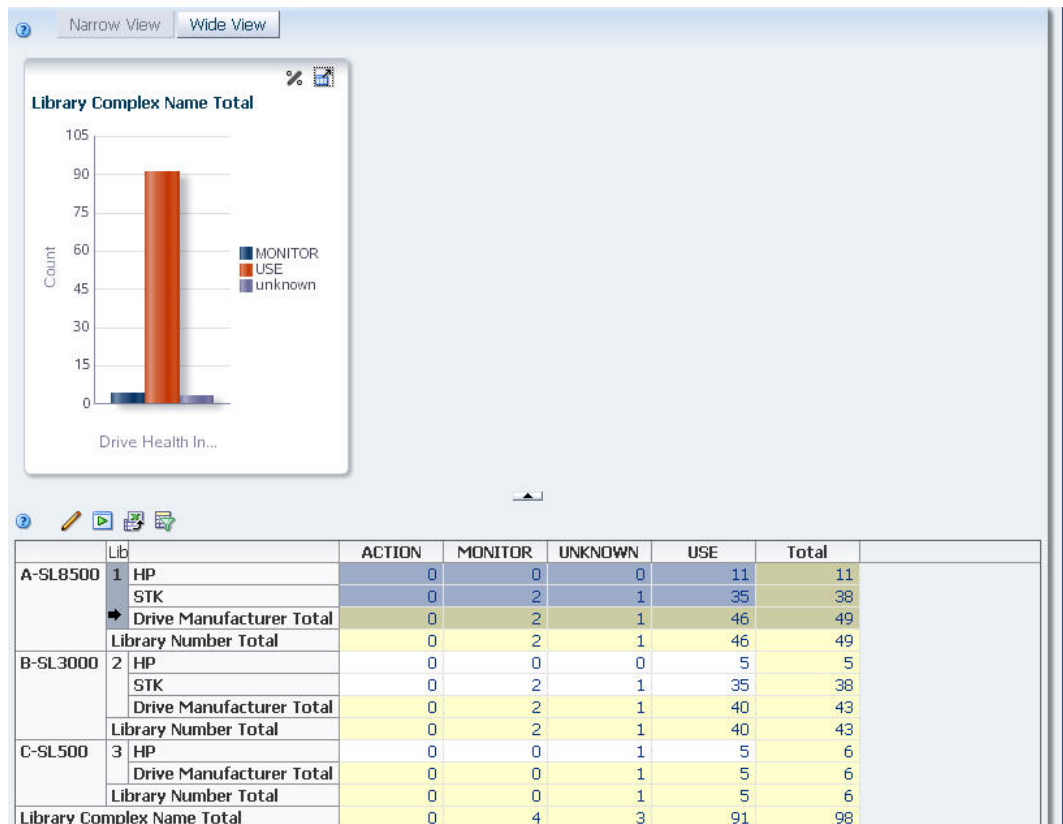 Narrow View Wide View
Library Complex Name Total
105
90
75
60
45
30
15
0
Count
MONITOR
USE
unknown
Drive Health In...
Lib ACTION MONITOR UNKNOWN USE Total
A-SL8500 1 HP 0 0 0 11 11
STK 0 2 1 35 38
Drive Manufacturer Total 0 2 1 46 49
Library Number Total 0 2 1 46 49
B-SL3000 2 HP 0 0 0 5 5
STK 0 2 1 35 38
Drive Manufacturer Total 0 2 1 40 43
Library Number Total 0 2 1 40 43
C-SL500 3 HP 0 0 1 5 6
Drive Manufacturer Total 0 0 1 5 6
Library Number Total 0 0 1 5 6
Library Complex Name Total 0 4 3 91 98